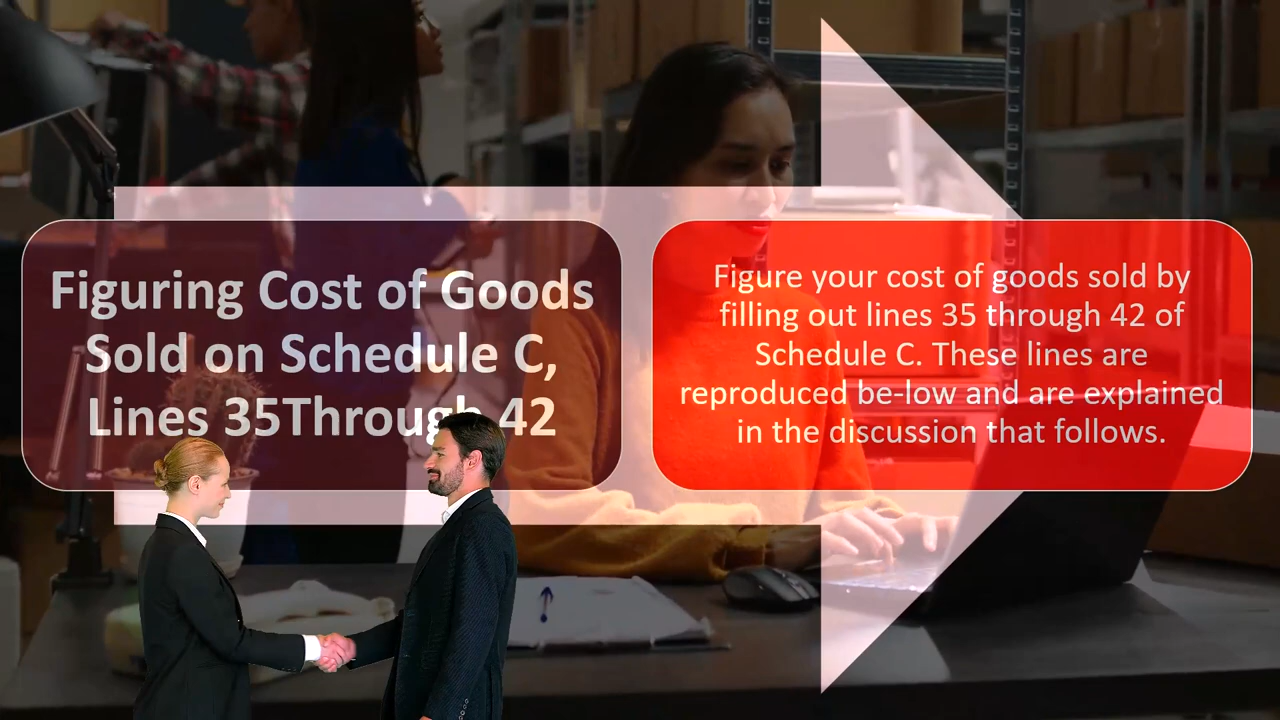 Figuring Cost of Goods
Sold on Schedule C,
Lines 35Through 42
Figure your cost of goods sold by
filling out lines 35 through 42 of
Schedule C. These lines are
reproduced be-low and are explained
in the discussion that follows.